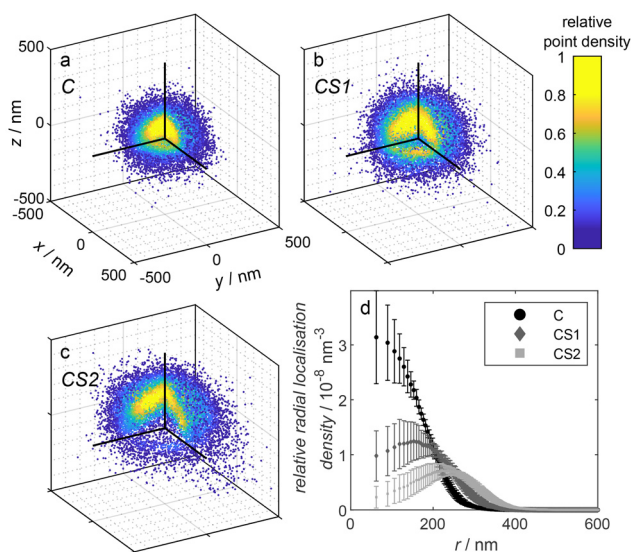 500
a
C
z / nm
0
-500
-500
x / nm
0
500
-500
0
y / nm
500
b
CS1
relative
point density
1
0.8
0.6
0.4
0.2
0
c
CS2
d
C
CS1
CS2
relative radial localisation
density / 10-8 nm-3
3
2
1
0
0
200
400
600
r / nm